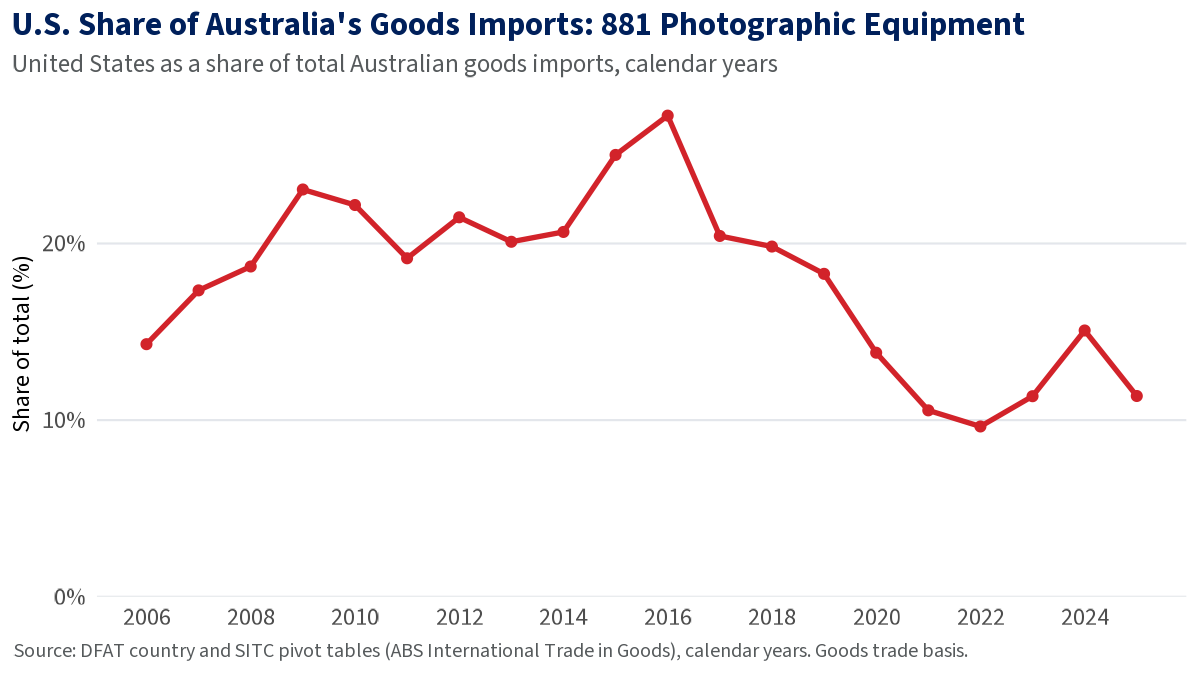 U.S. Share of Australia's Goods Imports: 881 Photographic Equipment
United States as a share of total Australian goods imports, calendar years
Share of total (%)
20%
10%
0%
2006 2008 2010 2012 2014 2016 2018 2020 2022 2024
Source: DFAT country and SITC pivot tables (ABS International Trade in Goods), calendar years. Goods trade basis.